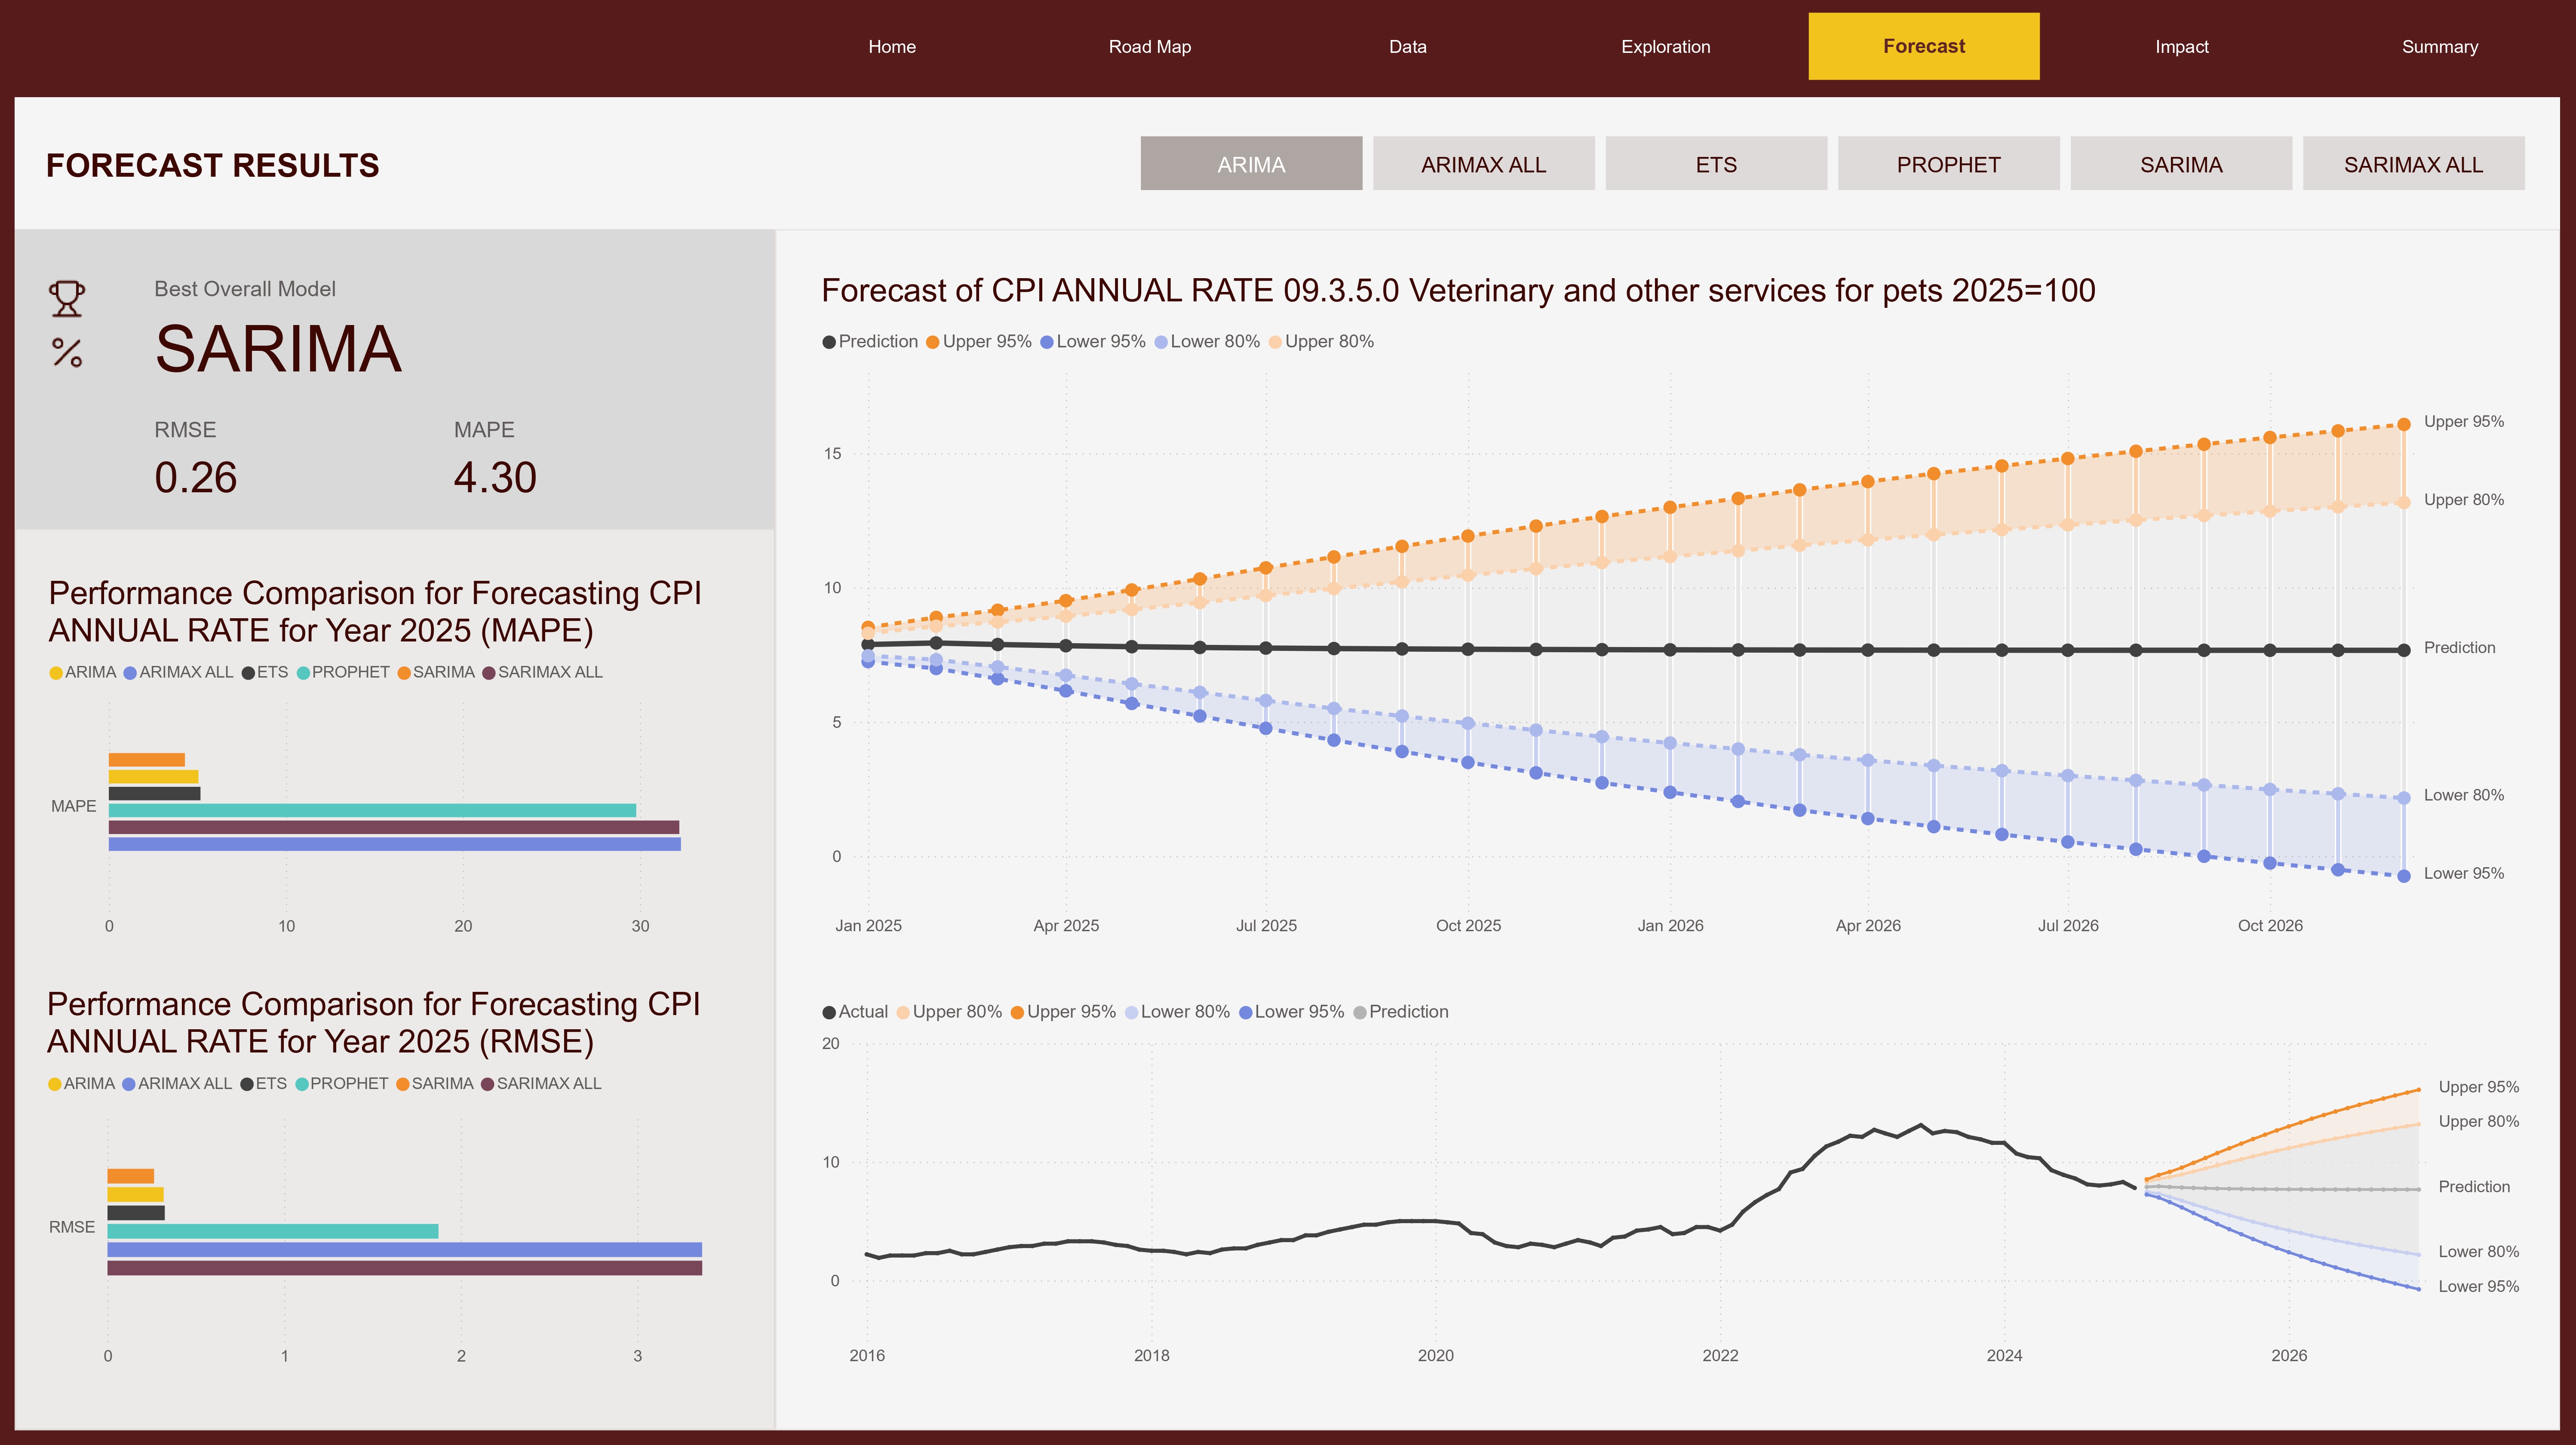 Home Road Map Data Exploration Forecast Impact Summary
FORECAST RESULTS
ARIMA ARIMAX ALL ETS PROPHET SARIMA SARIMAX ALL
Best Overall Model
SARIMA
RMSE MAPE
0.26 4.30
Performance Comparison for Forecasting CPI
ANNUAL RATE for Year 2025 (MAPE)
ARIMA ARIMAX ALL ETS PROPHET SARIMA SARIMAX ALL
MAPE
0 10 20 30
Performance Comparison for Forecasting CPI
ANNUAL RATE for Year 2025 (RMSE)
ARIMA ARIMAX ALL ETS PROPHET SARIMA SARIMAX ALL
RMSE
0 1 2 3
Forecast of CPI ANNUAL RATE 09.3.5.0 Veterinary and other services for pets 2025=100
Prediction Upper 95% Lower 95% Lower 80% Upper 80%
Upper 95%
15
Upper 80%
10
Prediction
5
Lower 80%
0
Lower 95%
Jan 2025 Apr 2025 Jul 2025 Oct 2025 Jan 2026 Apr 2026 Jul 2026 Oct 2026
Actual Upper 80% Upper 95% Lower 80% Lower 95% Prediction
20
Upper 95%
Upper 80%
10
Prediction
Lower 80%
0
Lower 95%
2016 2018 2020 2022 2024 2026